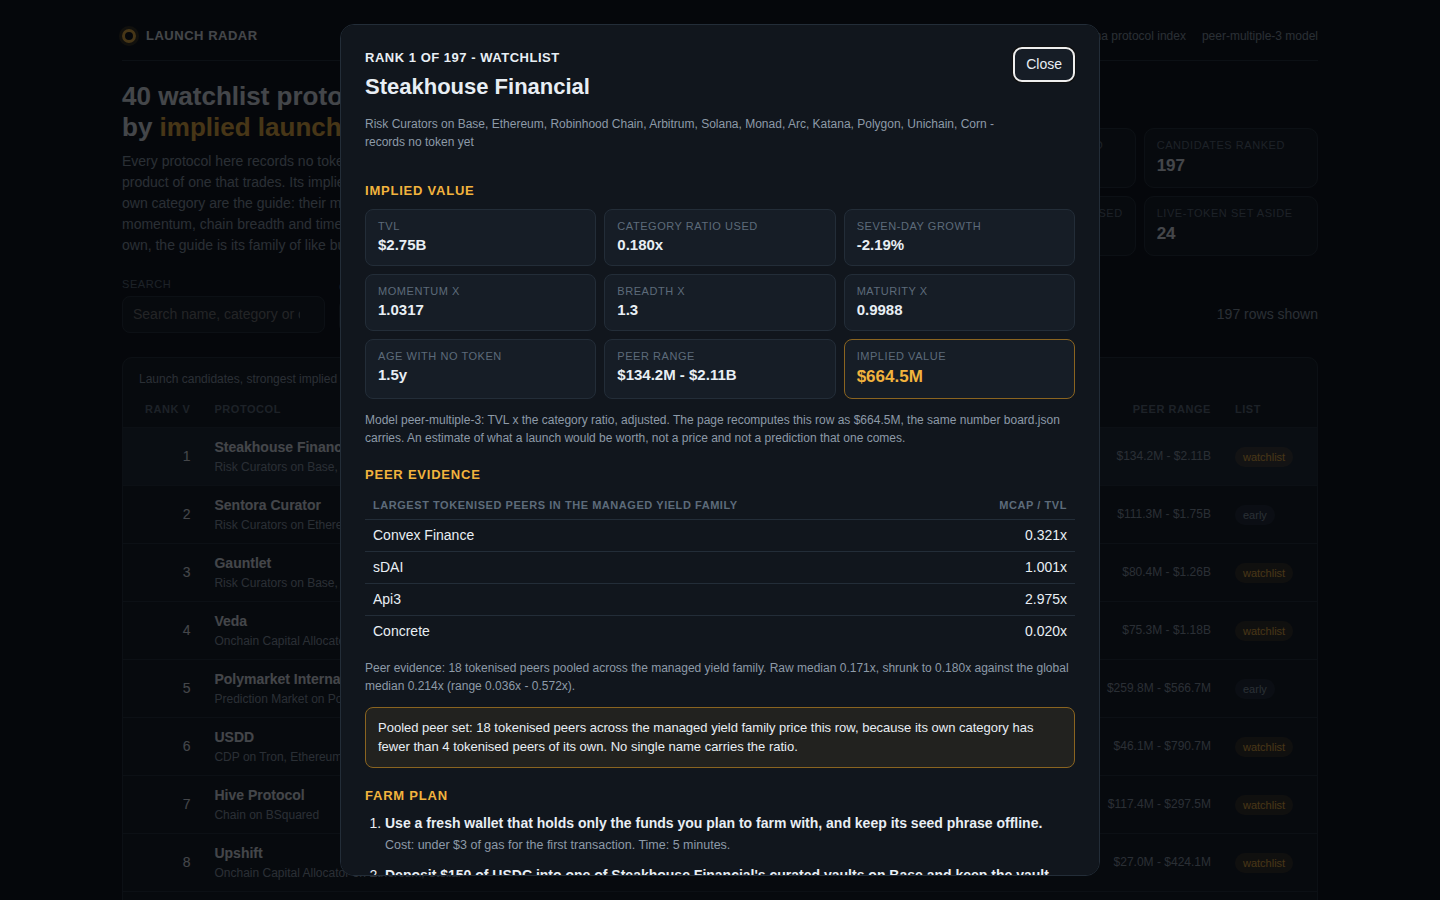 LAUNCH RADAR
protocol index
peer-multiple-3 model
40 watchlist
by implied launch
Every protocol here records no
product of one that trades. Its
own category are the guide: their
momentum, chain breadth and time
own, the guide is its family of like
CANDIDATES RANKED
197
LIVE-TOKEN SET ASIDE
24
SEARCH
Search name, category or
197 rows shown
Launch candidates, strongest implied
RANK V
PROTOCOL
PEER RANGE
LIST
1
Steakhouse
Risk Curators on Base,
$134.2M - $2.11B
watchlist
2
Sentora Curator
Risk Curators on
$111.3M - $1.75B
early
3
Gauntlet
Risk Curators on Base,
$80.4M - $1.26B
watchlist
4
Veda
Onchain Capital
$75.3M - $1.18B
watchlist
5
Polymarket
Prediction Market on
$259.8M - $566.7M
early
6
USDD
CDP on Tron, Ethereum
$46.1M - $790.7M
watchlist
7
Hive Protocol
Chain on BSquared
$117.4M - $297.5M
watchlist
8
Upshift
Onchain Capital Allocator
$27.0M - $424.1M
watchlist
RANK 1 OF 197 - WATCHLIST
Steakhouse Financial
Close
Risk Curators on Base, Ethereum, Robinhood Chain, Arbitrum, Solana, Monad, Arc, Katana, Polygon, Unichain, Corn -
records no token yet
IMPLIED VALUE
TVL
$2.75B
CATEGORY RATIO USED
0.180x
SEVEN-DAY GROWTH
-2.19%
MOMENTUM X
1.0317
BREADTH X
1.3
MATURITY X
0.9988
AGE WITH NO TOKEN
1.5y
PEER RANGE
$134.2M - $2.11B
IMPLIED VALUE
$664.5M
Model peer-multiple-3: TVL x the category ratio, adjusted. The page recomputes this row as $664.5M, the same number board.json
carries. An estimate of what a launch would be worth, not a price and not a prediction that one comes.
PEER EVIDENCE
LARGEST TOKENISED PEERS IN THE MANAGED YIELD FAMILY
MCAP / TVL
Convex Finance
0.321x
sDAI
1.001x
Api3
2.975x
Concrete
0.020x
Peer evidence: 18 tokenised peers pooled across the managed yield family. Raw median 0.171x, shrunk to 0.180x against the global
median 0.214x (range 0.036x - 0.572x).
Pooled peer set: 18 tokenised peers across the managed yield family price this row, because its own category has
fewer than 4 tokenised peers of its own. No single name carries the ratio.
FARM PLAN
1. Use a fresh wallet that holds only the funds you plan to farm with, and keep its seed phrase offline.
Cost: under $3 of gas for the first transaction. Time: 5 minutes.
2. Deposit $150 of USDC into one of Steakhouse Financial's curated vaults on Base and keep the vault